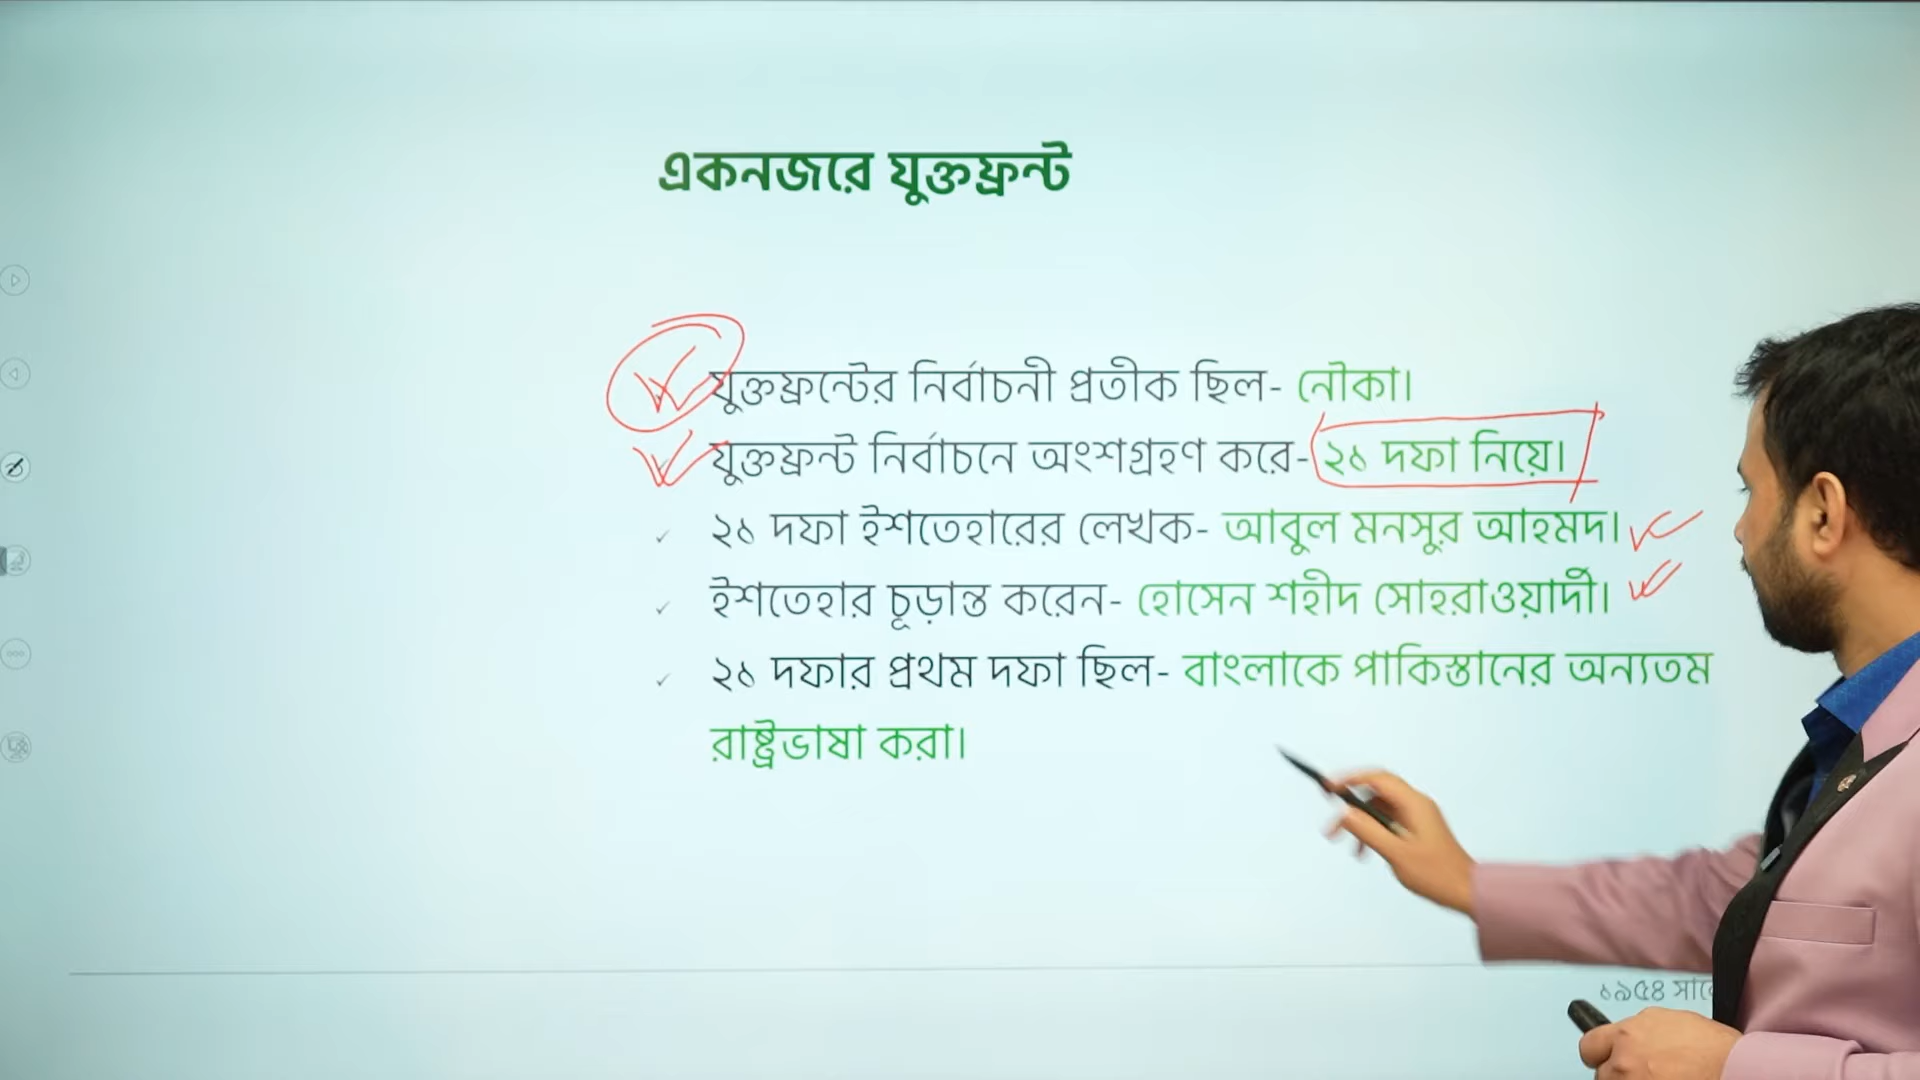 একনজরে যুক্তফ্রন্ট
যুক্তফ্রন্টের নির্বাচনী প্রতীক ছিল- নৌকা।
যুক্তফ্রন্ট নির্বাচনে অংশগ্রহণ করে- ২১ দফা নিয়ে।
২১ দফা ইশতেহারের লেখক- আবুল মনসুর আহমদ।
ইশতেহার চূড়ান্ত করেন- হোসেন শহীদ সোহরাওয়ার্দী।
২১ দফার প্রথম দফা ছিল- বাংলাকে পাকিস্তানের অন্যতম
রাষ্ট্রভাষা করা।
১৯৫৪